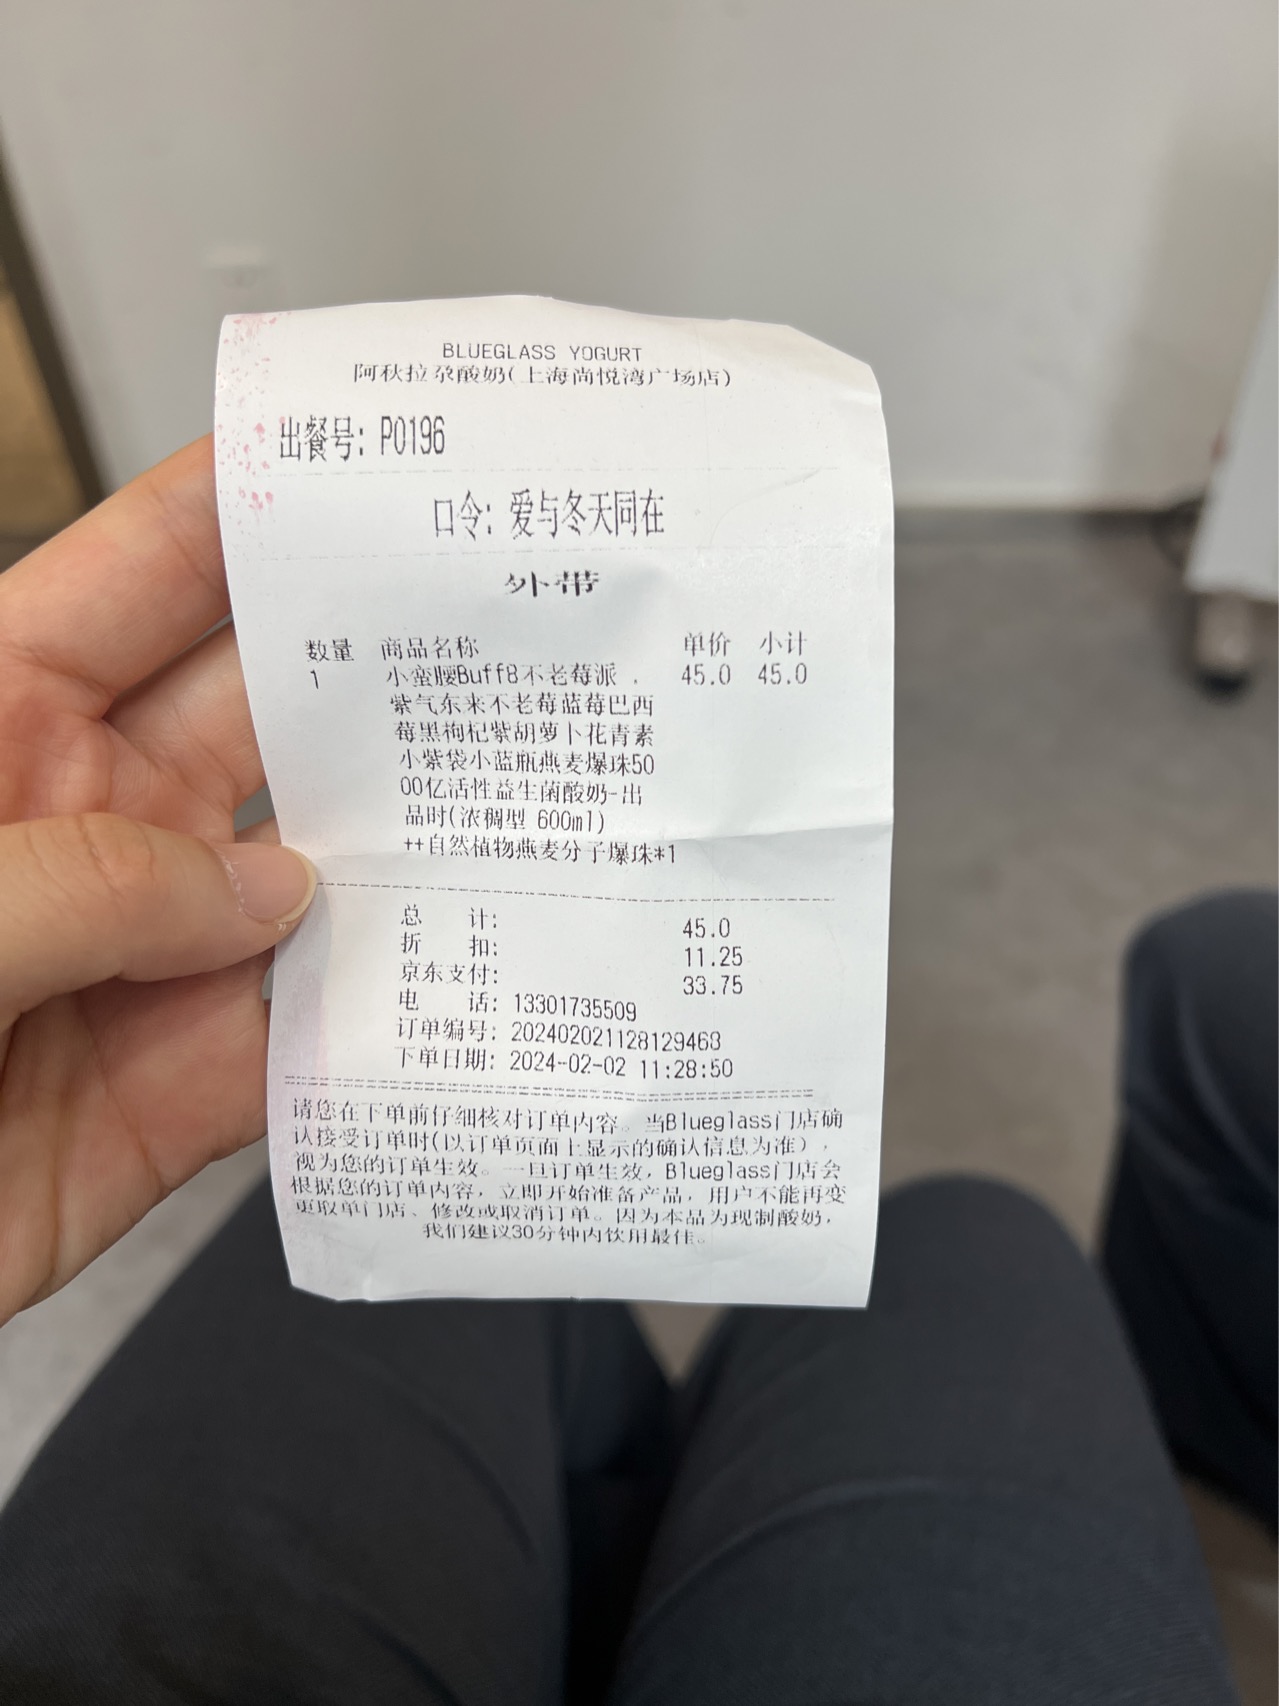 BLUEGLASS YOGURT
阿秋拉尕酸奶(上海尚悦湾广场店)
出餐号: P0196
口令: 爱与冬天同在
外带
数量 商品名称 单价 小计
1 小蛮腰Buff8不老莓派. 45.0 45.0
紫气东来不老莓蓝莓巴西
莓黑枸杞紫胡萝卜花青素
小紫袋小蓝瓶燕麦爆珠50
00亿活性益生菌酸奶-出
品时(浓稠型 600ml)
++自然植物燕麦分子爆珠*1
总 计: 45.0
折 扣: 11.25
京东支付: 33.75
电 话: 13301735509
订单编号: 202402021128129468
下单日期: 2024-02-02 11:28:50
请您在下单前仔细核对订单内容。当Blueglass门店确
认接受订单时(以订单页面上显示的确认信息为准),
视为您的订单生效。一旦订单生效, Blueglass门店会
根据您的订单内容, 立即开始准备产品, 用户不能再变
更取单门店、修改或取消订单。因为本品为现制酸奶,
我们建议30分钟内饮用最佳。